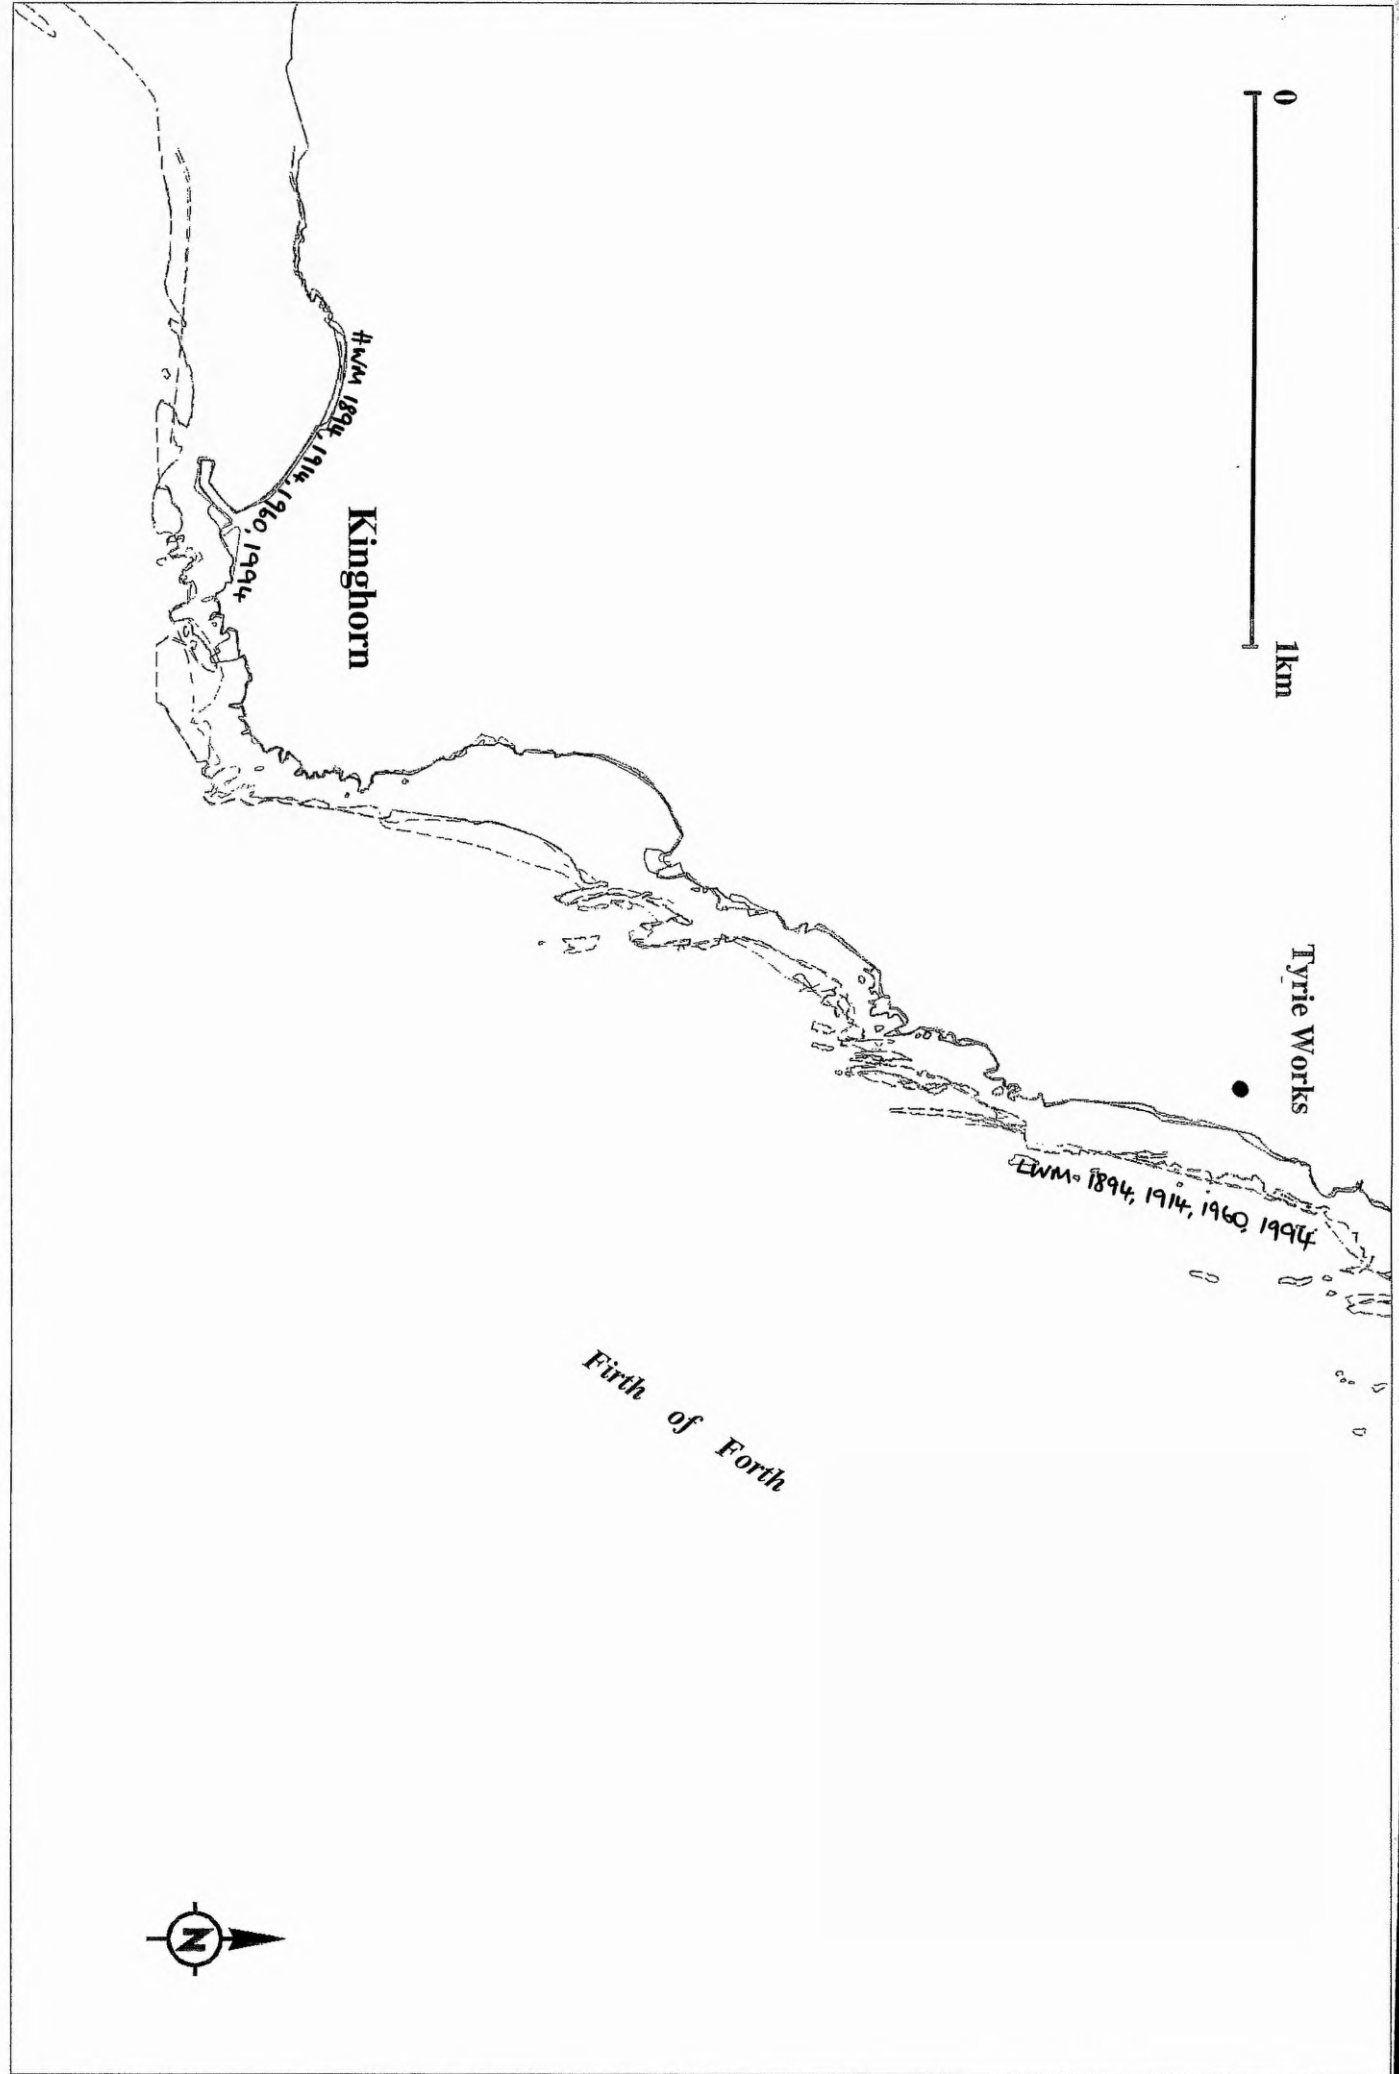 0
1km
Tyrie Works
Kinghorn
HWM 1894, 1914, 1960, 1994
LWM. 1894, 1914, 1960, 1994
Firth of Forth
N